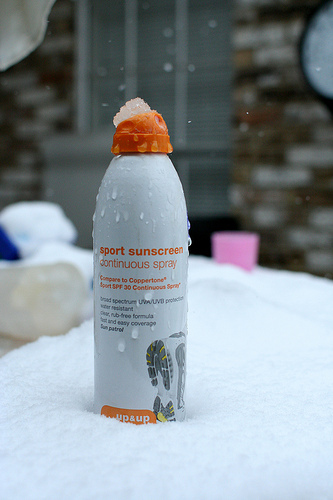 sport sunscreen
continuous spray
Compare to Coppertone®
Sport SPF 30 Continuous Spray*
broad spectrum UVA/UVB protection
water resistant
clear, rub-free formula
fast and easy coverage
Sun patrol
up&up